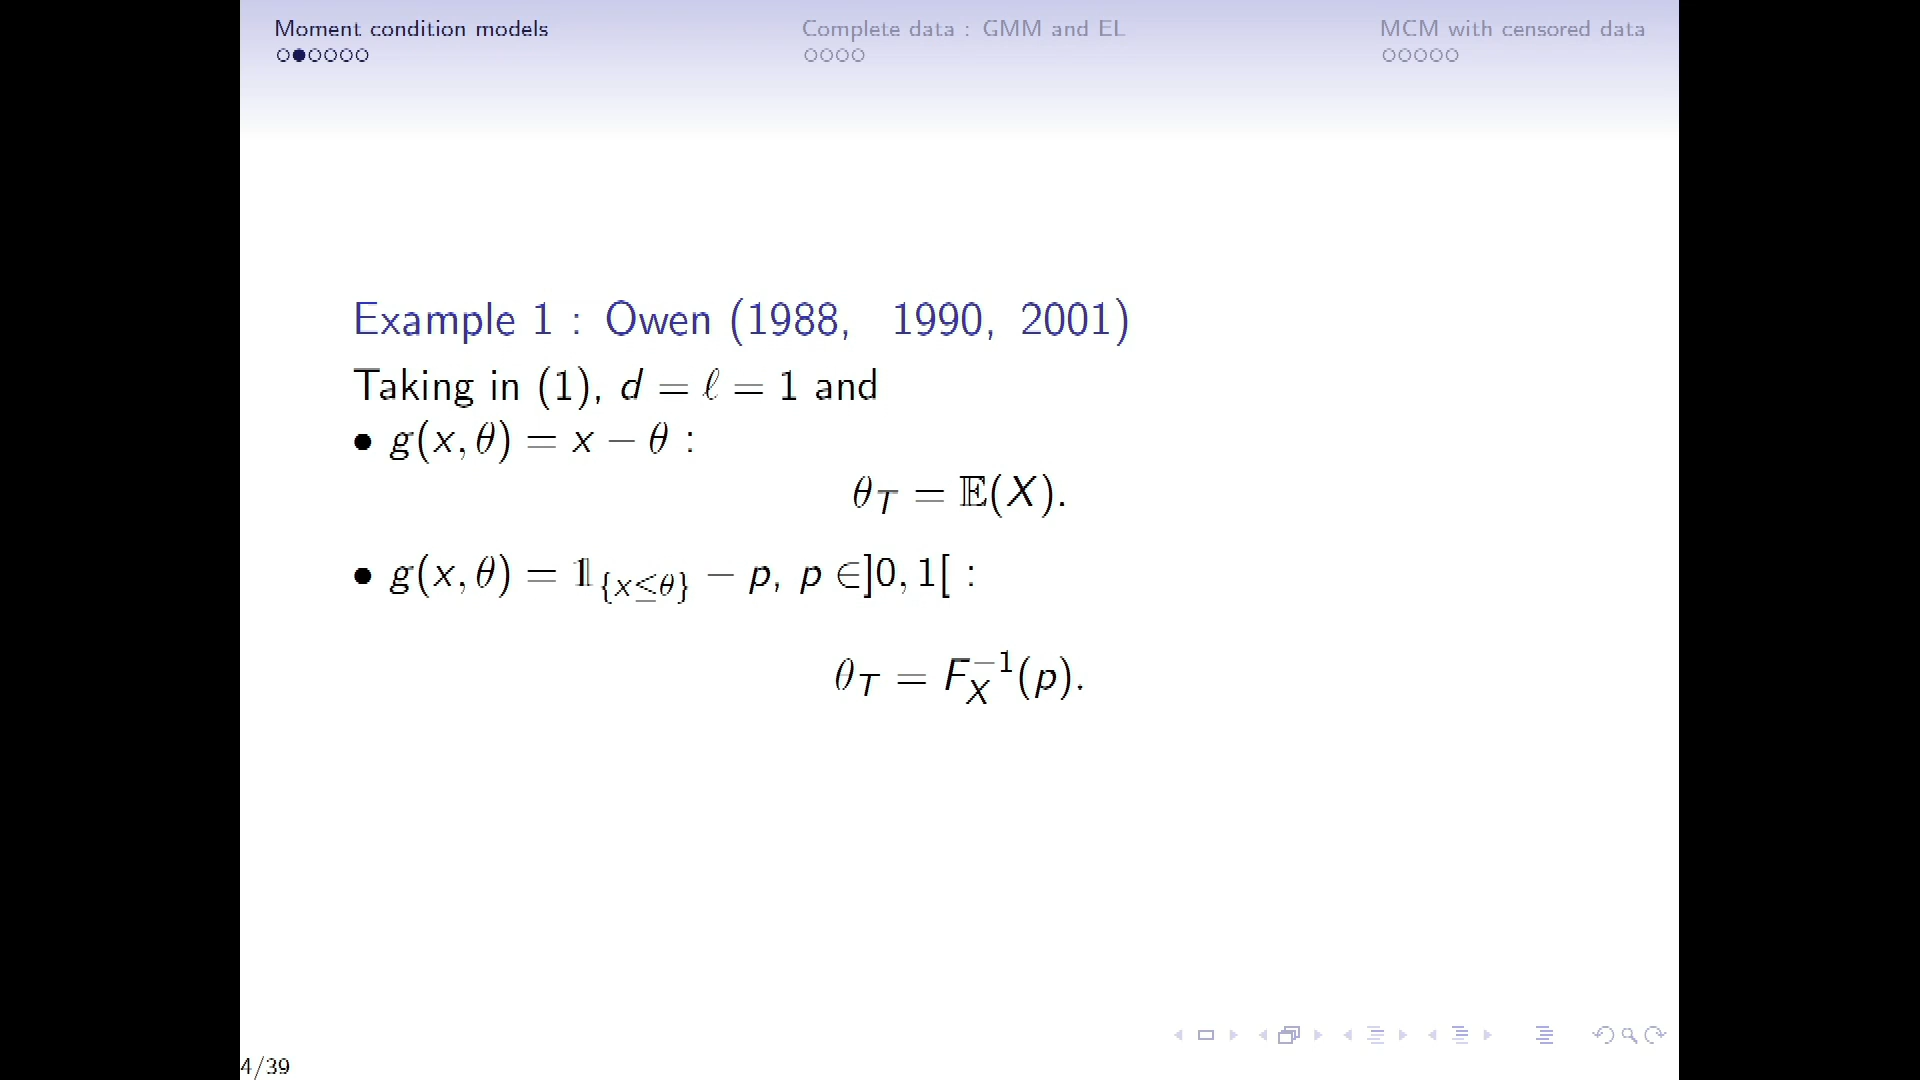 Moment condition models
Complete data : GMM and EL
MCM with censored data
Example 1 : Owen (1988, 1990, 2001)
Taking in (1), d = ℓ = 1 and
• g(x, θ) = x − θ :
θ_T = 𝔼(X).
• g(x, θ) = 𝟙_{x≤θ} − p, p ∈]0, 1[ :
θ_T = F_X^{−1}(p).
4/39